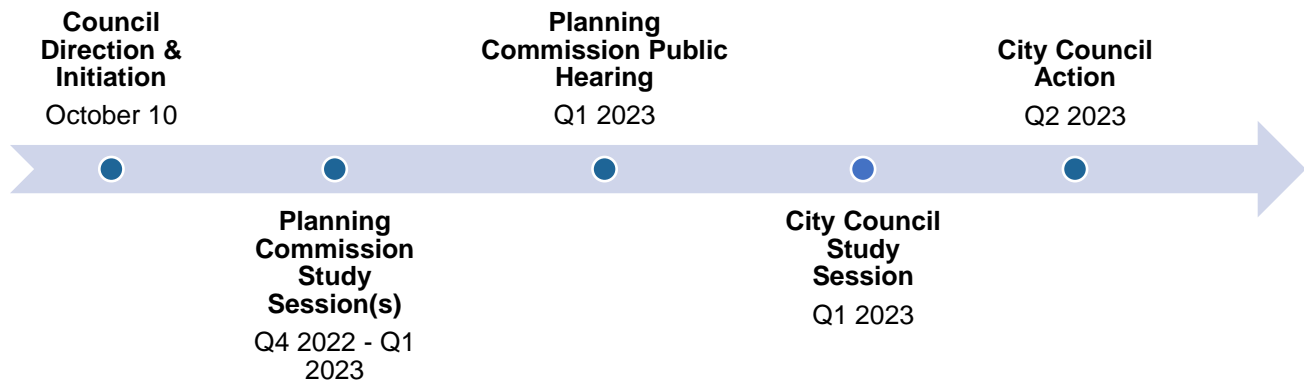 Council
Direction &
Initiation
October 10
Planning
Commission
Study
Session(s)
Q4 2022 - Q1
2023
Planning
Commission Public
Hearing
Q1 2023
City Council
Study
Session
Q1 2023
City Council
Action
Q2 2023